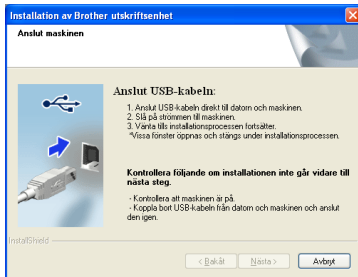 Installation av Brother utskriftsenhet
Anslut maskinen
Anslut USB-kabeln:
1. Anslut USB-kabeln direkt till datorn och maskinen.
2. Slå på strömmen till maskinen.
3. Vänta tills installationsprocessen fortsätter.
*Vissa fönster öppnas och stängs under installationsprocessen.
Kontrollera följande om installationen inte går vidare till
nästa steg.
- Kontrollera att maskinen är på.
- Koppla bort USB-kabeln från datorn och maskinen och anslut
den igen.
InstallShield
< Bakåt Nästa > Avbryt